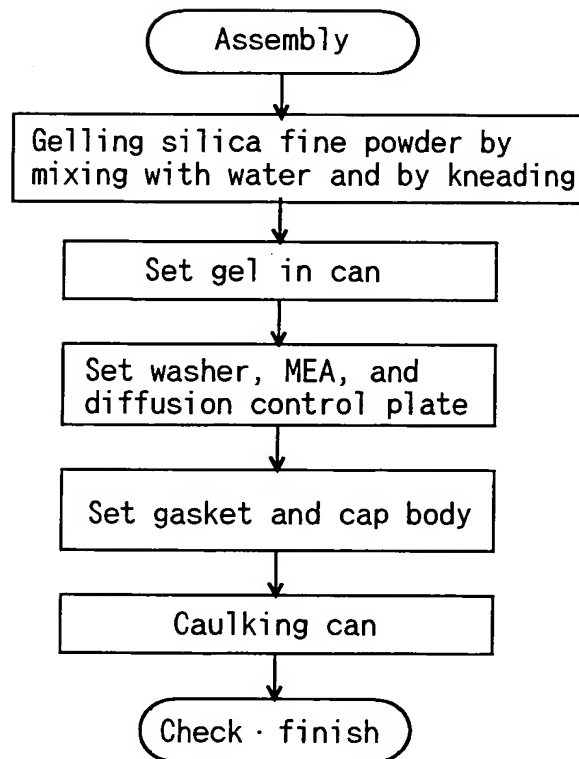 Assembly
Gelling silica fine powder by
mixing with water and by kneading
Set gel in can
Set washer, MEA, and
diffusion control plate
Set gasket and cap body
Caulking can
Check · finish